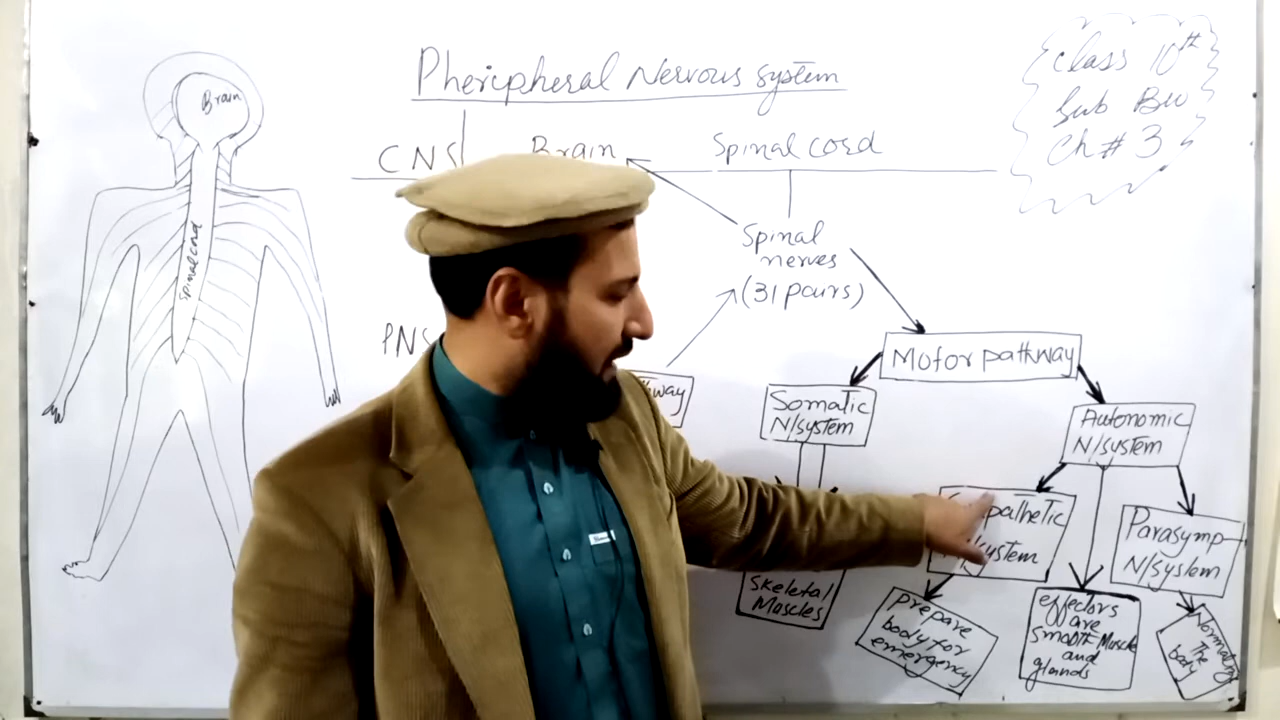 Pheripheral Nervous system
Class 10th
Sub Bio
Ch # 3
Brain
CNS
Brain
Spinal cord
Spinal cord
Spinal
nerves
(31 pairs)
PNS
way
Motor pathway
Somatic
N/system
Autonomic
N/system
pathetic
system
Parasymp
N/system
Skeletal
Muscles
prepare
body for
emergency
effectors
are
smooth Muscle
and
glands
The
body